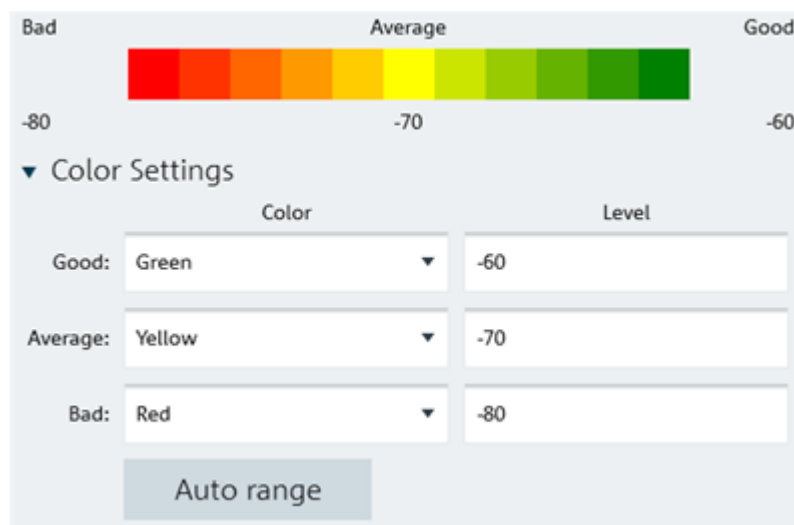 Bad Average Good
-80 -70 -60
Color Settings
Color Level
Good: Green -60
Average: Yellow -70
Bad: Red -80
Auto range